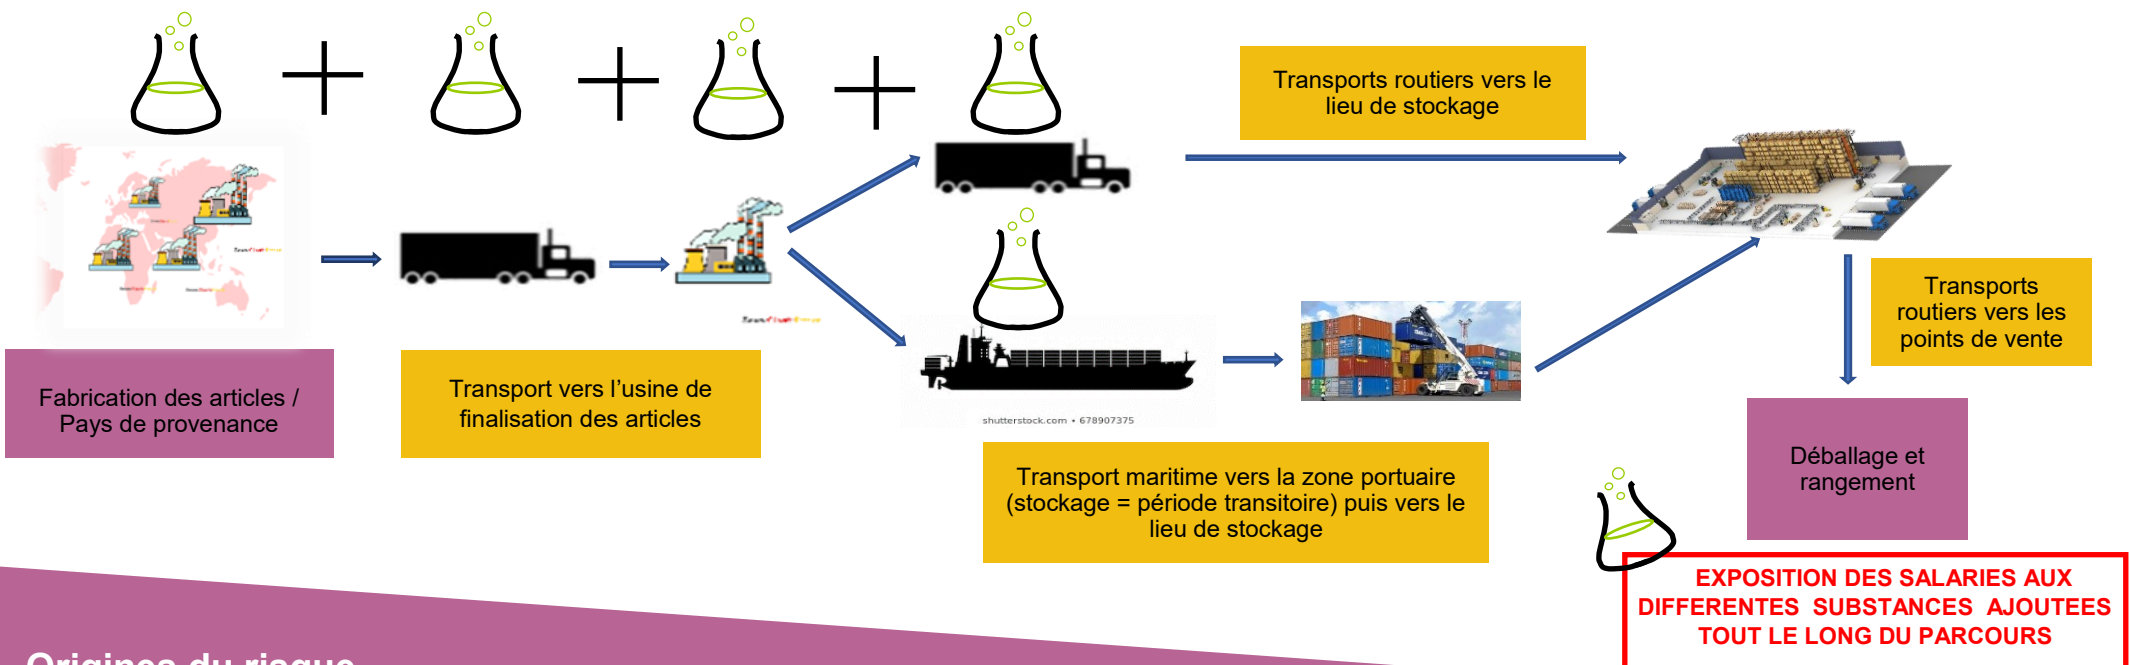 Transports routiers vers le
lieu de stockage
Transports
routiers vers les
points de vente
Fabrication des articles /
Pays de provenance
Transport vers l’usine de
finalisation des articles
shutterstock.com • 678907375
Transport maritime vers la zone portuaire
(stockage = période transitoire) puis vers le
lieu de stockage
Déballage et
rangement
EXPOSITION DES SALARIES AUX
DIFFERENTES SUBSTANCES AJOUTEES
TOUT LE LONG DU PARCOURS
Origines du risque